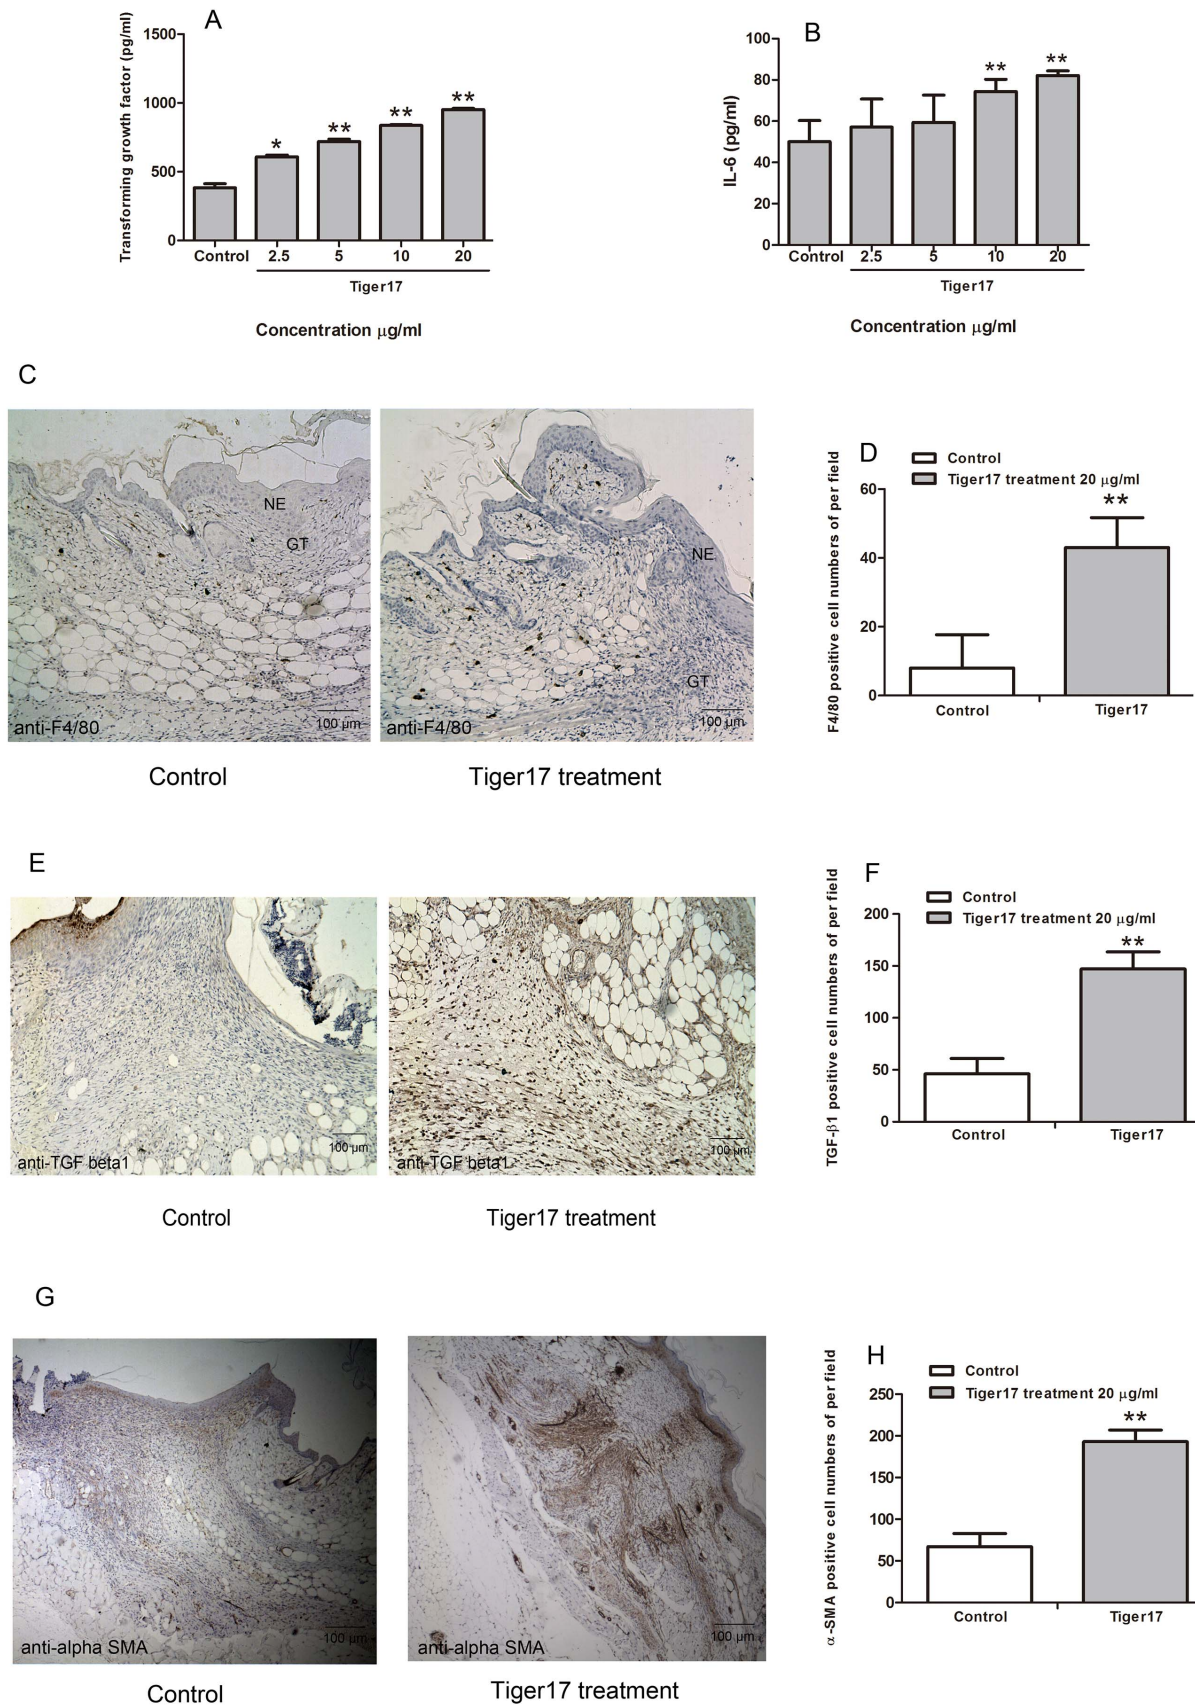 A
Transforming growth factor (pg/ml)
1500
1000
500
0
*
**
**
**
Control 2.5 5 10 20
Tiger17
Concentration μg/ml
B
IL-6 (pg/ml)
100
80
60
40
20
0
**
**
Control 2.5 5 10 20
Tiger17
Concentration μg/ml
C
NE
GT
anti-F4/80
100 μm
Control
NE
GT
anti-F4/80
100 μm
Tiger17 treatment
D
Control
Tiger17 treatment 20 μg/ml
F4/80 positive cell numbers of per field
60
40
20
0
**
Control Tiger17
E
anti-TGF beta1
100 μm
Control
anti-TGF beta1
100 μm
Tiger17 treatment
F
Control
Tiger17 treatment 20 μg/ml
TGF-β1 positive cell numbers of per field
200
150
100
50
0
**
Control Tiger17
G
anti-alpha SMA
100 μm
Control
anti-alpha SMA
100 μm
Tiger17 treatment
H
Control
Tiger17 treatment 20 μg/ml
α-SMA positive cell numbers of per field
250
200
150
100
50
0
**
Control Tiger17